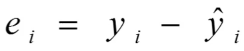 e_i = y_i − ŷ_i